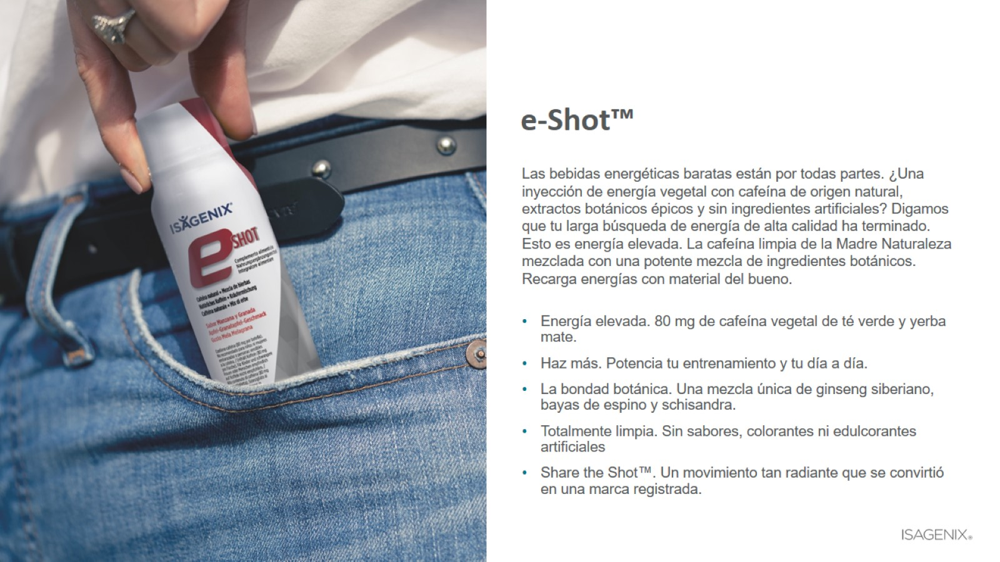 ISAGENIX®
e SHOT
Complemento alimenticio
Nahrungsergänzungsmittel
Integratore alimentare
Cafeína natural • Mezcla de hierbas
Natürliches Koffein • Kräutermischung
Caffeina naturale • Mix di erbe
Sabor Manzana y Granada
Apfel-Granatapfel-Geschmack
Gusto Mela Melagrana
e-Shot™
Las bebidas energéticas baratas están por todas partes. ¿Una
inyección de energía vegetal con cafeína de origen natural,
extractos botánicos épicos y sin ingredientes artificiales? Digamos
que tu larga búsqueda de energía de alta calidad ha terminado.
Esto es energía elevada. La cafeína limpia de la Madre Naturaleza
mezclada con una potente mezcla de ingredientes botánicos.
Recarga energías con material del bueno.
• Energía elevada. 80 mg de cafeína vegetal de té verde y yerba
mate.
• Haz más. Potencia tu entrenamiento y tu día a día.
• La bondad botánica. Una mezcla única de ginseng siberiano,
bayas de espino y schisandra.
• Totalmente limpia. Sin sabores, colorantes ni edulcorantes
artificiales
• Share the Shot™. Un movimiento tan radiante que se convirtió
en una marca registrada.
ISAGENIX®